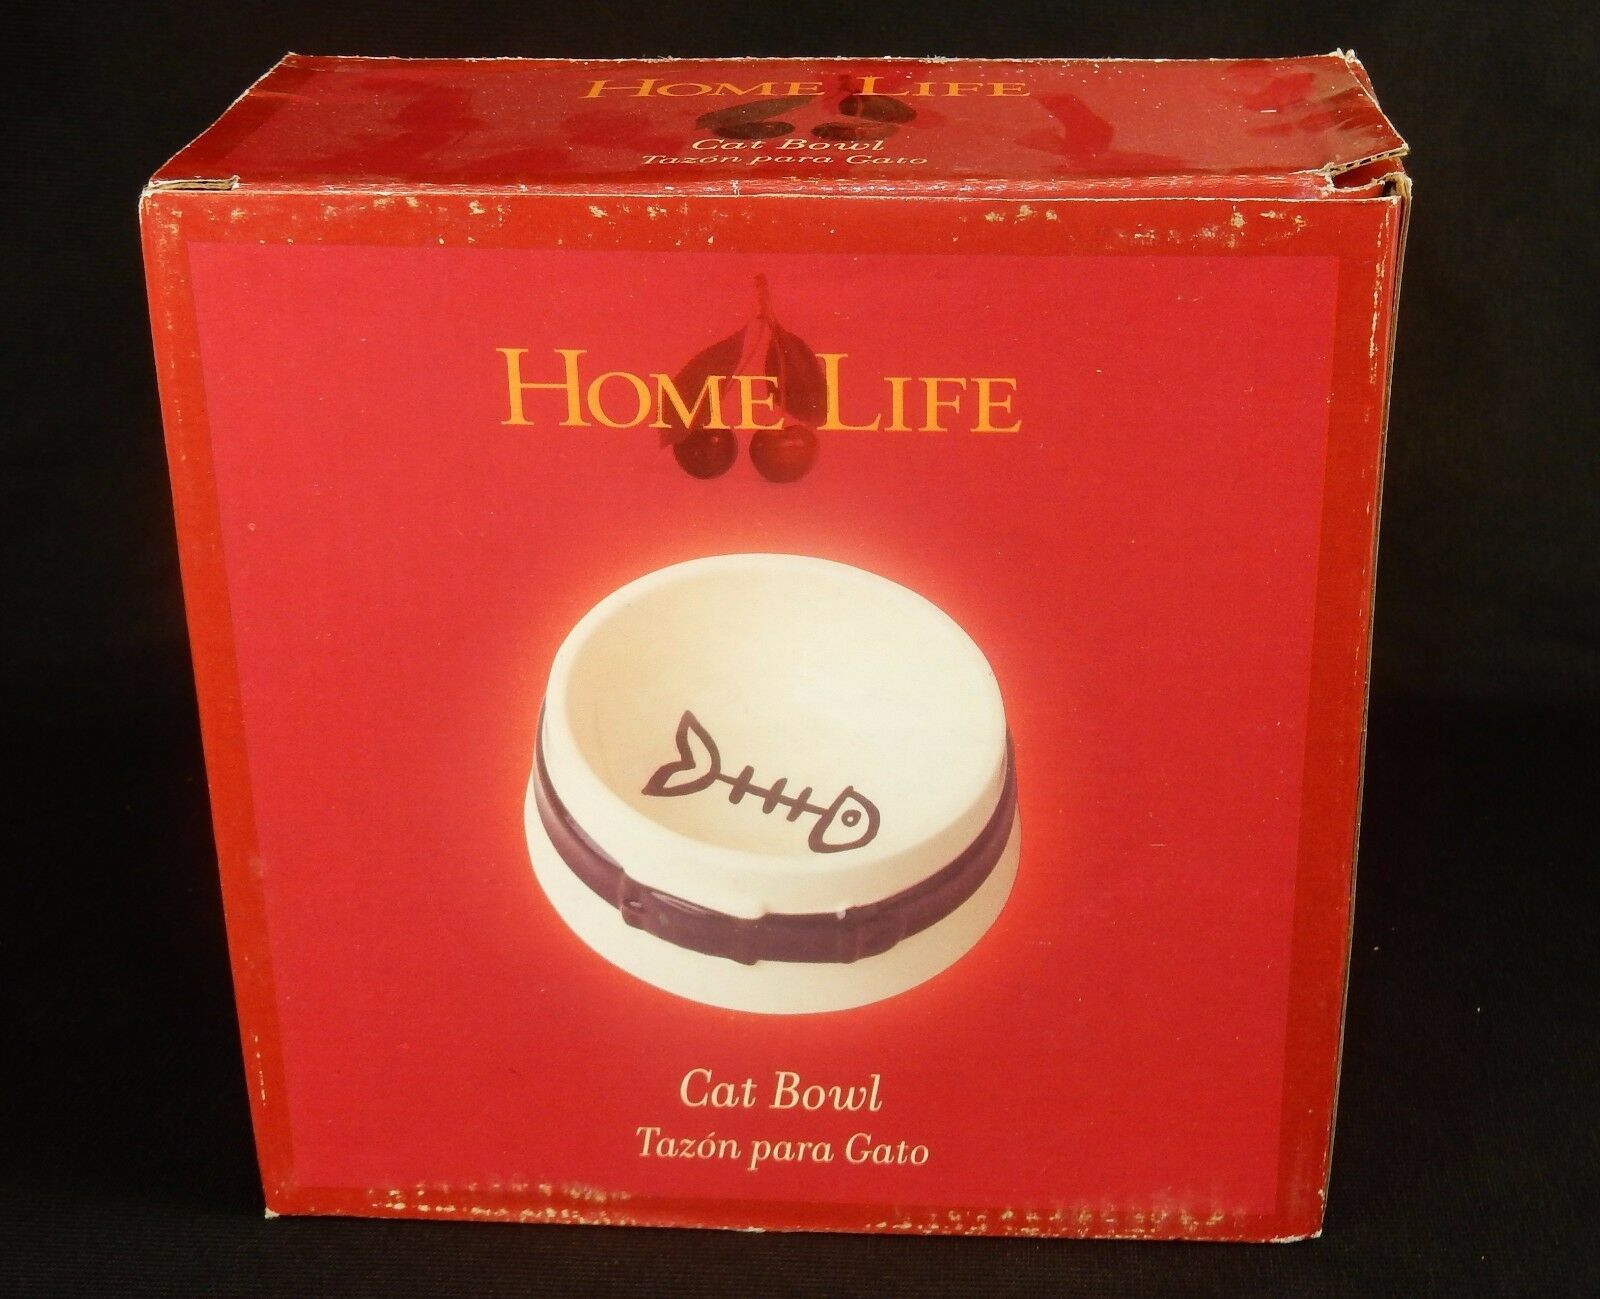 HOME LIFE
Cat Bowl
Tazón para Gato
HOME LIFE
Cat Bowl
Tazón para Gato